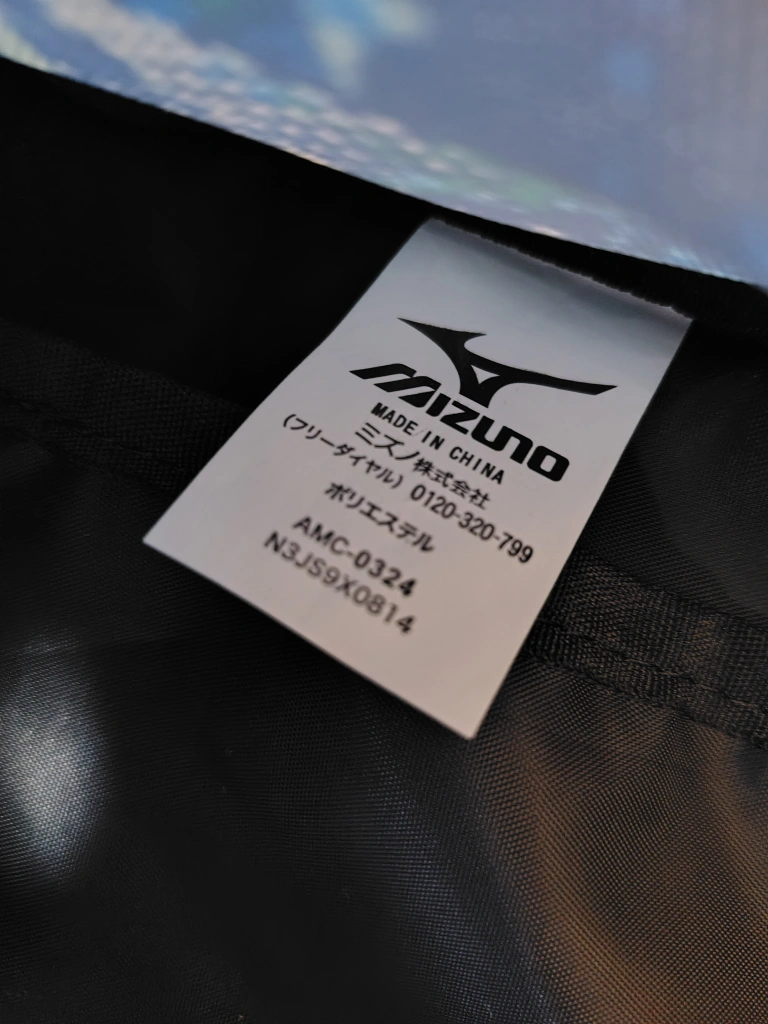 MIZUNO
MADE IN CHINA
ミズノ株式会社
(フリーダイヤル) 0120-320-799
ポリエステル
AMC-0324
N3JS9X0814